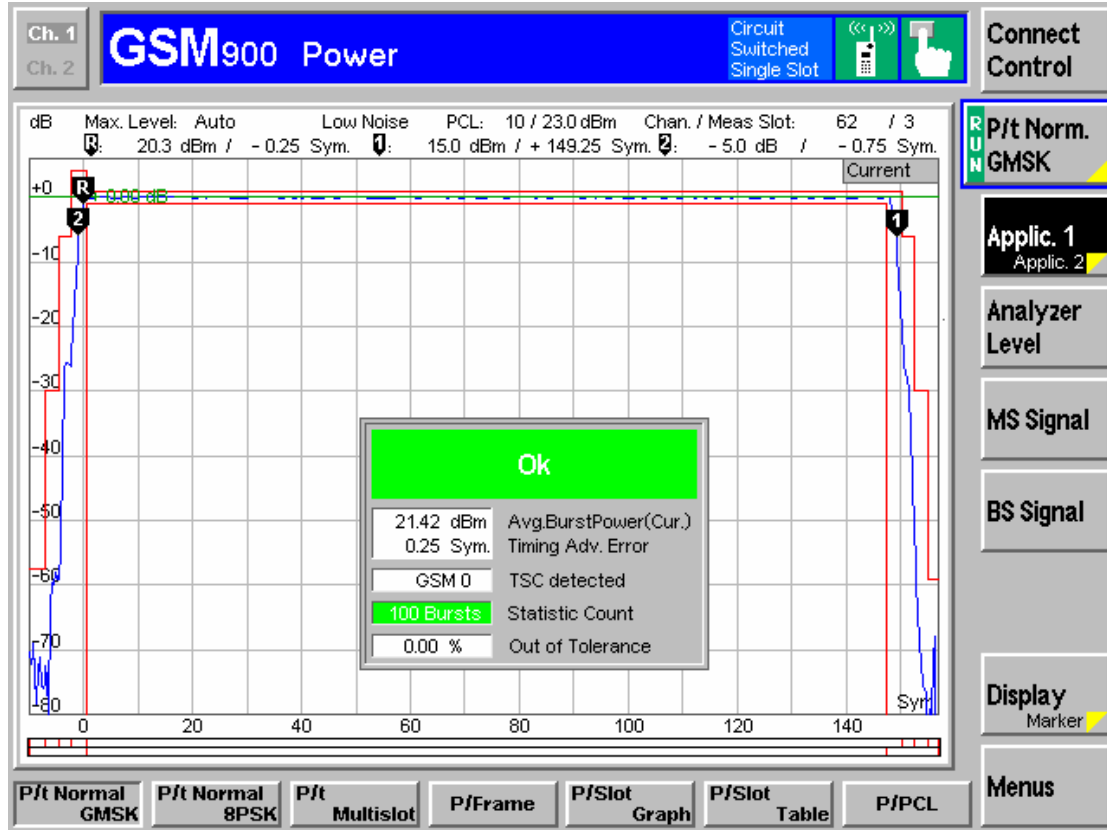 Ch. 1
Ch. 2
GSM900 Power
Circuit
Switched
Single Slot
Connect
Control
dB Max. Level: Auto Low Noise PCL: 10 / 23.0 dBm Chan. / Meas Slot: 62 / 3
R: 20.3 dBm / - 0.25 Sym. 1: 15.0 dBm / + 149.25 Sym. 2: - 5.0 dB / - 0.75 Sym.
Current
RUN
P/t Norm.
GMSK
Applic. 1
Applic. 2
Analyzer
Level
MS Signal
BS Signal
Display
Marker
Menus
+0
R
0.00 dB
2
1
-10
-20
-30
-40
-50
-60
-70
-80
Ok
21.42 dBm Avg.BurstPower(Cur.)
0.25 Sym. Timing Adv. Error
GSM 0 TSC detected
100 Bursts Statistic Count
0.00 % Out of Tolerance
Sym
0 20 40 60 80 100 120 140
P/t Normal
GMSK
P/t Normal
8PSK
P/t
Multislot
P/Frame
P/Slot
Graph
P/Slot
Table
P/PCL